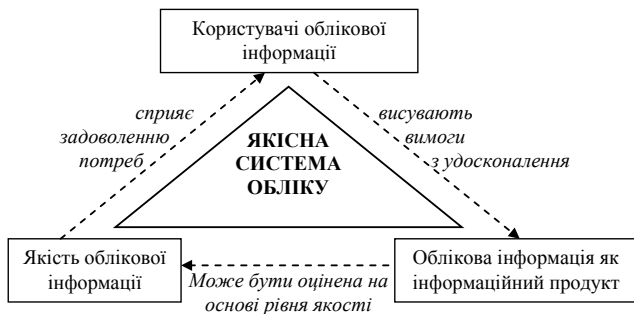 Користувачі облікової
інформації
сприяє
задоволенню
потреб
висувають
вимоги
з удосконалення
ЯКІСНА
СИСТЕМА
ОБЛІКУ
Якість облікової
інформації
Може бути оцінена на
основі рівня якості
Облікова інформація як
інформаційний продукт